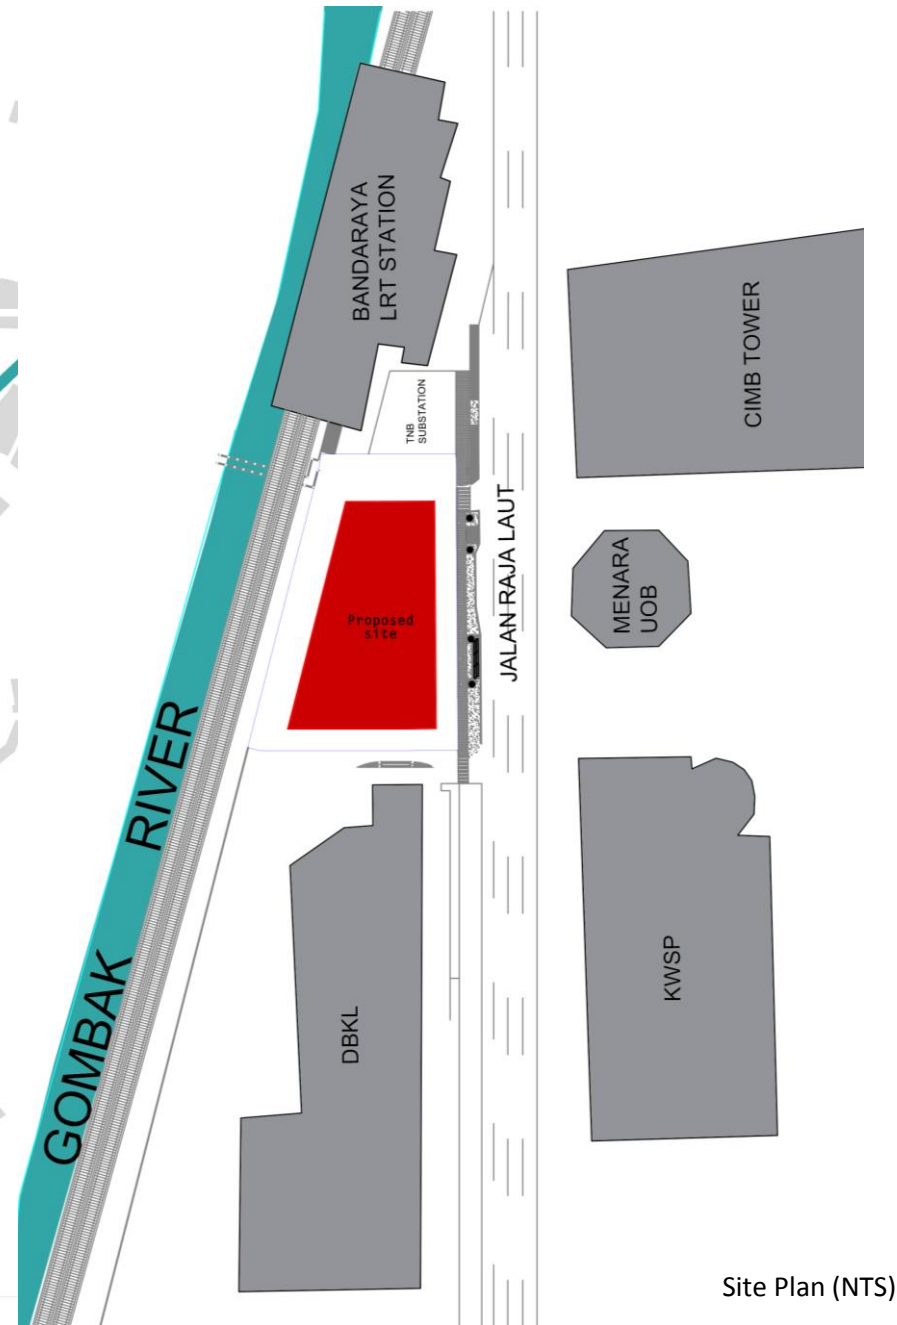 BANDARAYA
LRT STATION
CIMB TOWER
TNB
SUBSTATION
JALAN RAJA LAUT
MENARA
UOB
Proposed
site
GOMBAK RIVER
KWSP
DBKL
Site Plan (NTS)